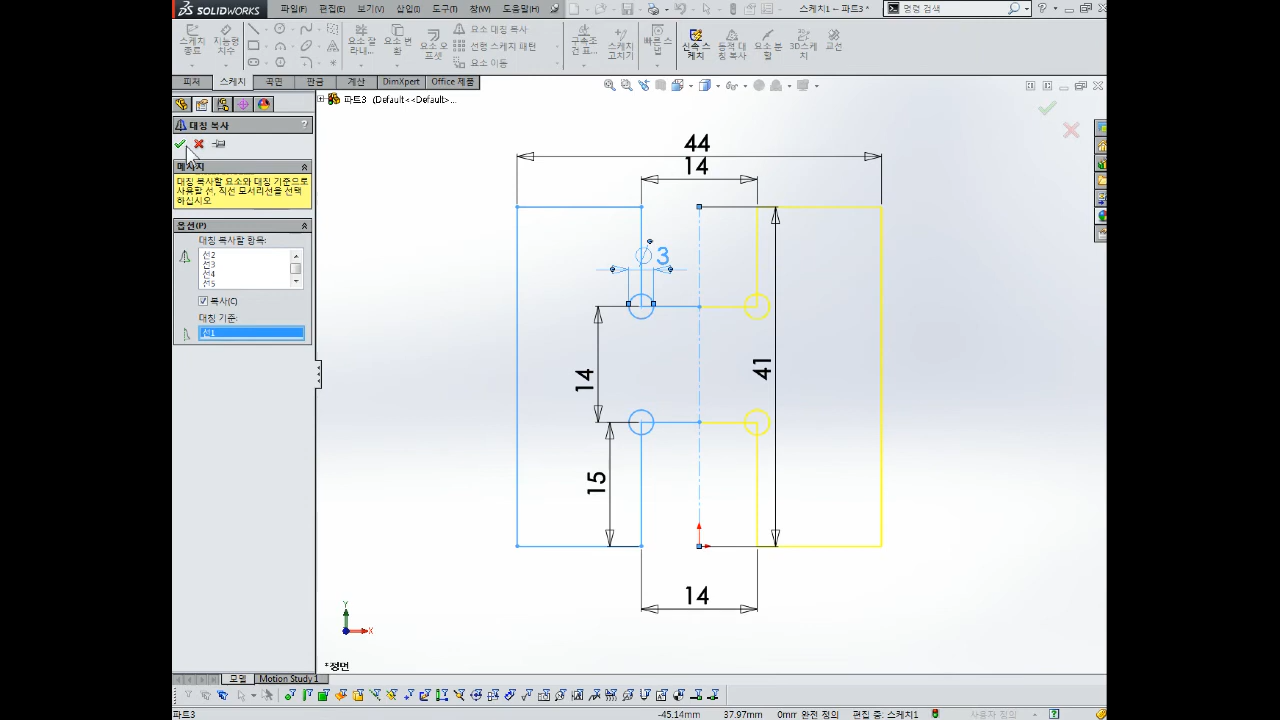 SOLIDWORKS 파일(F) 편집(E) 보기(V) 삽입(I) 도구(T) 창(W) 도움말(H) 스케치1 - 파트3 * 명령 검색
스케치 종료
지능형 치수
요소 잘라내...
요소 변환
요소 오프셋
요소 대칭 복사
선형 스케치 패턴
요소 이동
구속조건 표...
스케치 고치기
빠른 스냅
신속 스케치
동적 대칭 복사
요소 분할
3D스케치
교선
피처 스케치 곡면 판금 계산 DimXpert Office 제품
파트3 (Default<<Default>...
대칭 복사 ?
메시지
대칭 복사할 요소와 대칭 기준으로
사용할 선, 직선 모서리선을 선택
하십시오
옵션(P)
대칭 복사할 항목:
선2
선3
선4
선5
복사(C)
대칭 기준:
선1
44
14
3
14
41
15
14
Y
X
*정면
모델 Motion Study 1
파트3 -45.14mm 37.97mm 0mm 완전 정의 편집 중: 스케치1 사용자 정의